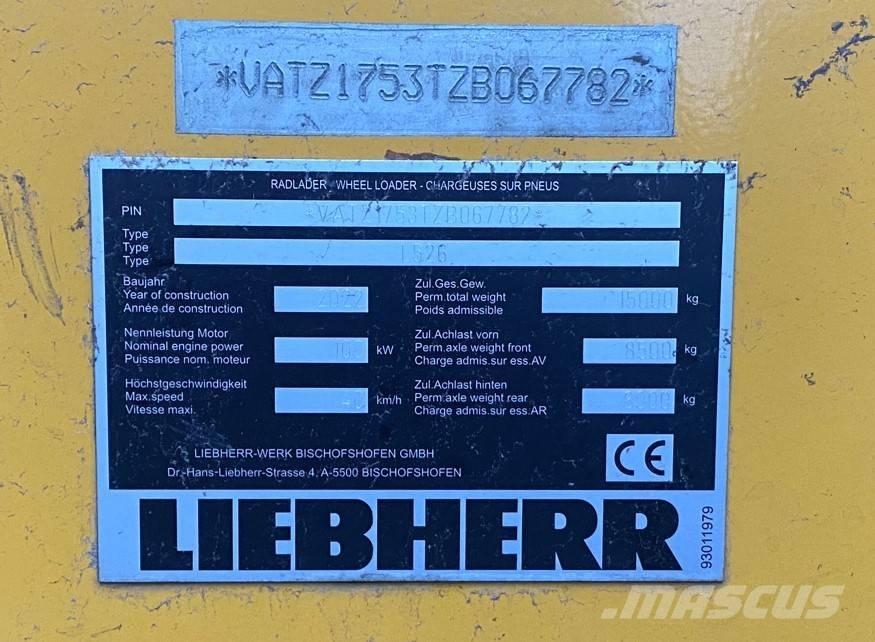 *VATZ1753TZB067782*
RADLADER - WHEEL LOADER - CHARGEUSES SUR PNEUS
PIN *VATZ1753TZB067782*
Type
Type L526
Type
Baujahr
Year of construction 2022
Année de construction
Zul.Ges.Gew.
Perm.total weight 15000 kg
Poids admissible
Nennleistung Motor
Nominal engine power kW
Puissance nom. moteur
Zul.Achlast vorn
Perm.axle weight front 8500 kg
Charge admis.sur ess.AV
Höchstgeschwindigkeit
Max.speed km/h
Vitesse maxi.
Zul.Achlast hinten
Perm.axle weight rear kg
Charge admis.sur ess.AR
LIEBHERR-WERK BISCHOFSHOFEN GMBH
Dr.-Hans-Liebherr-Strasse 4, A-5500 BISCHOFSHOFEN
CE
LIEBHERR
93011979
MASCUS